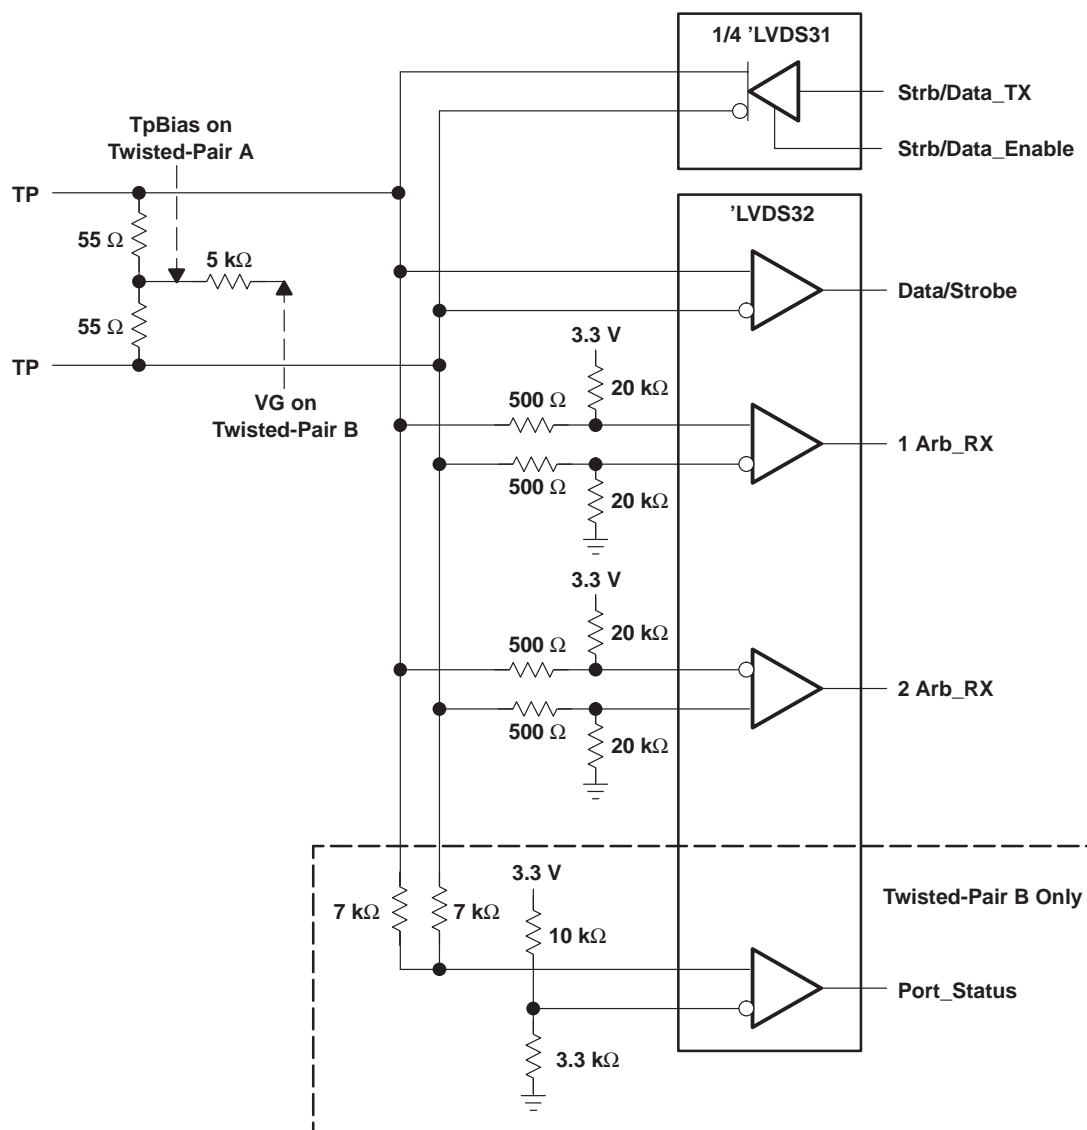 1/4 ’LVDS31
Strb/Data_TX
Strb/Data_Enable
TpBias on
Twisted-Pair A
TP
’LVDS32
55 Ω
5 kΩ
Data/Strobe
55 Ω
3.3 V
TP
20 kΩ
500 Ω
VG on
Twisted-Pair B
1 Arb_RX
500 Ω
20 kΩ
3.3 V
20 kΩ
500 Ω
2 Arb_RX
500 Ω
20 kΩ
3.3 V
Twisted-Pair B Only
7 kΩ
7 kΩ
10 kΩ
Port_Status
3.3 kΩ